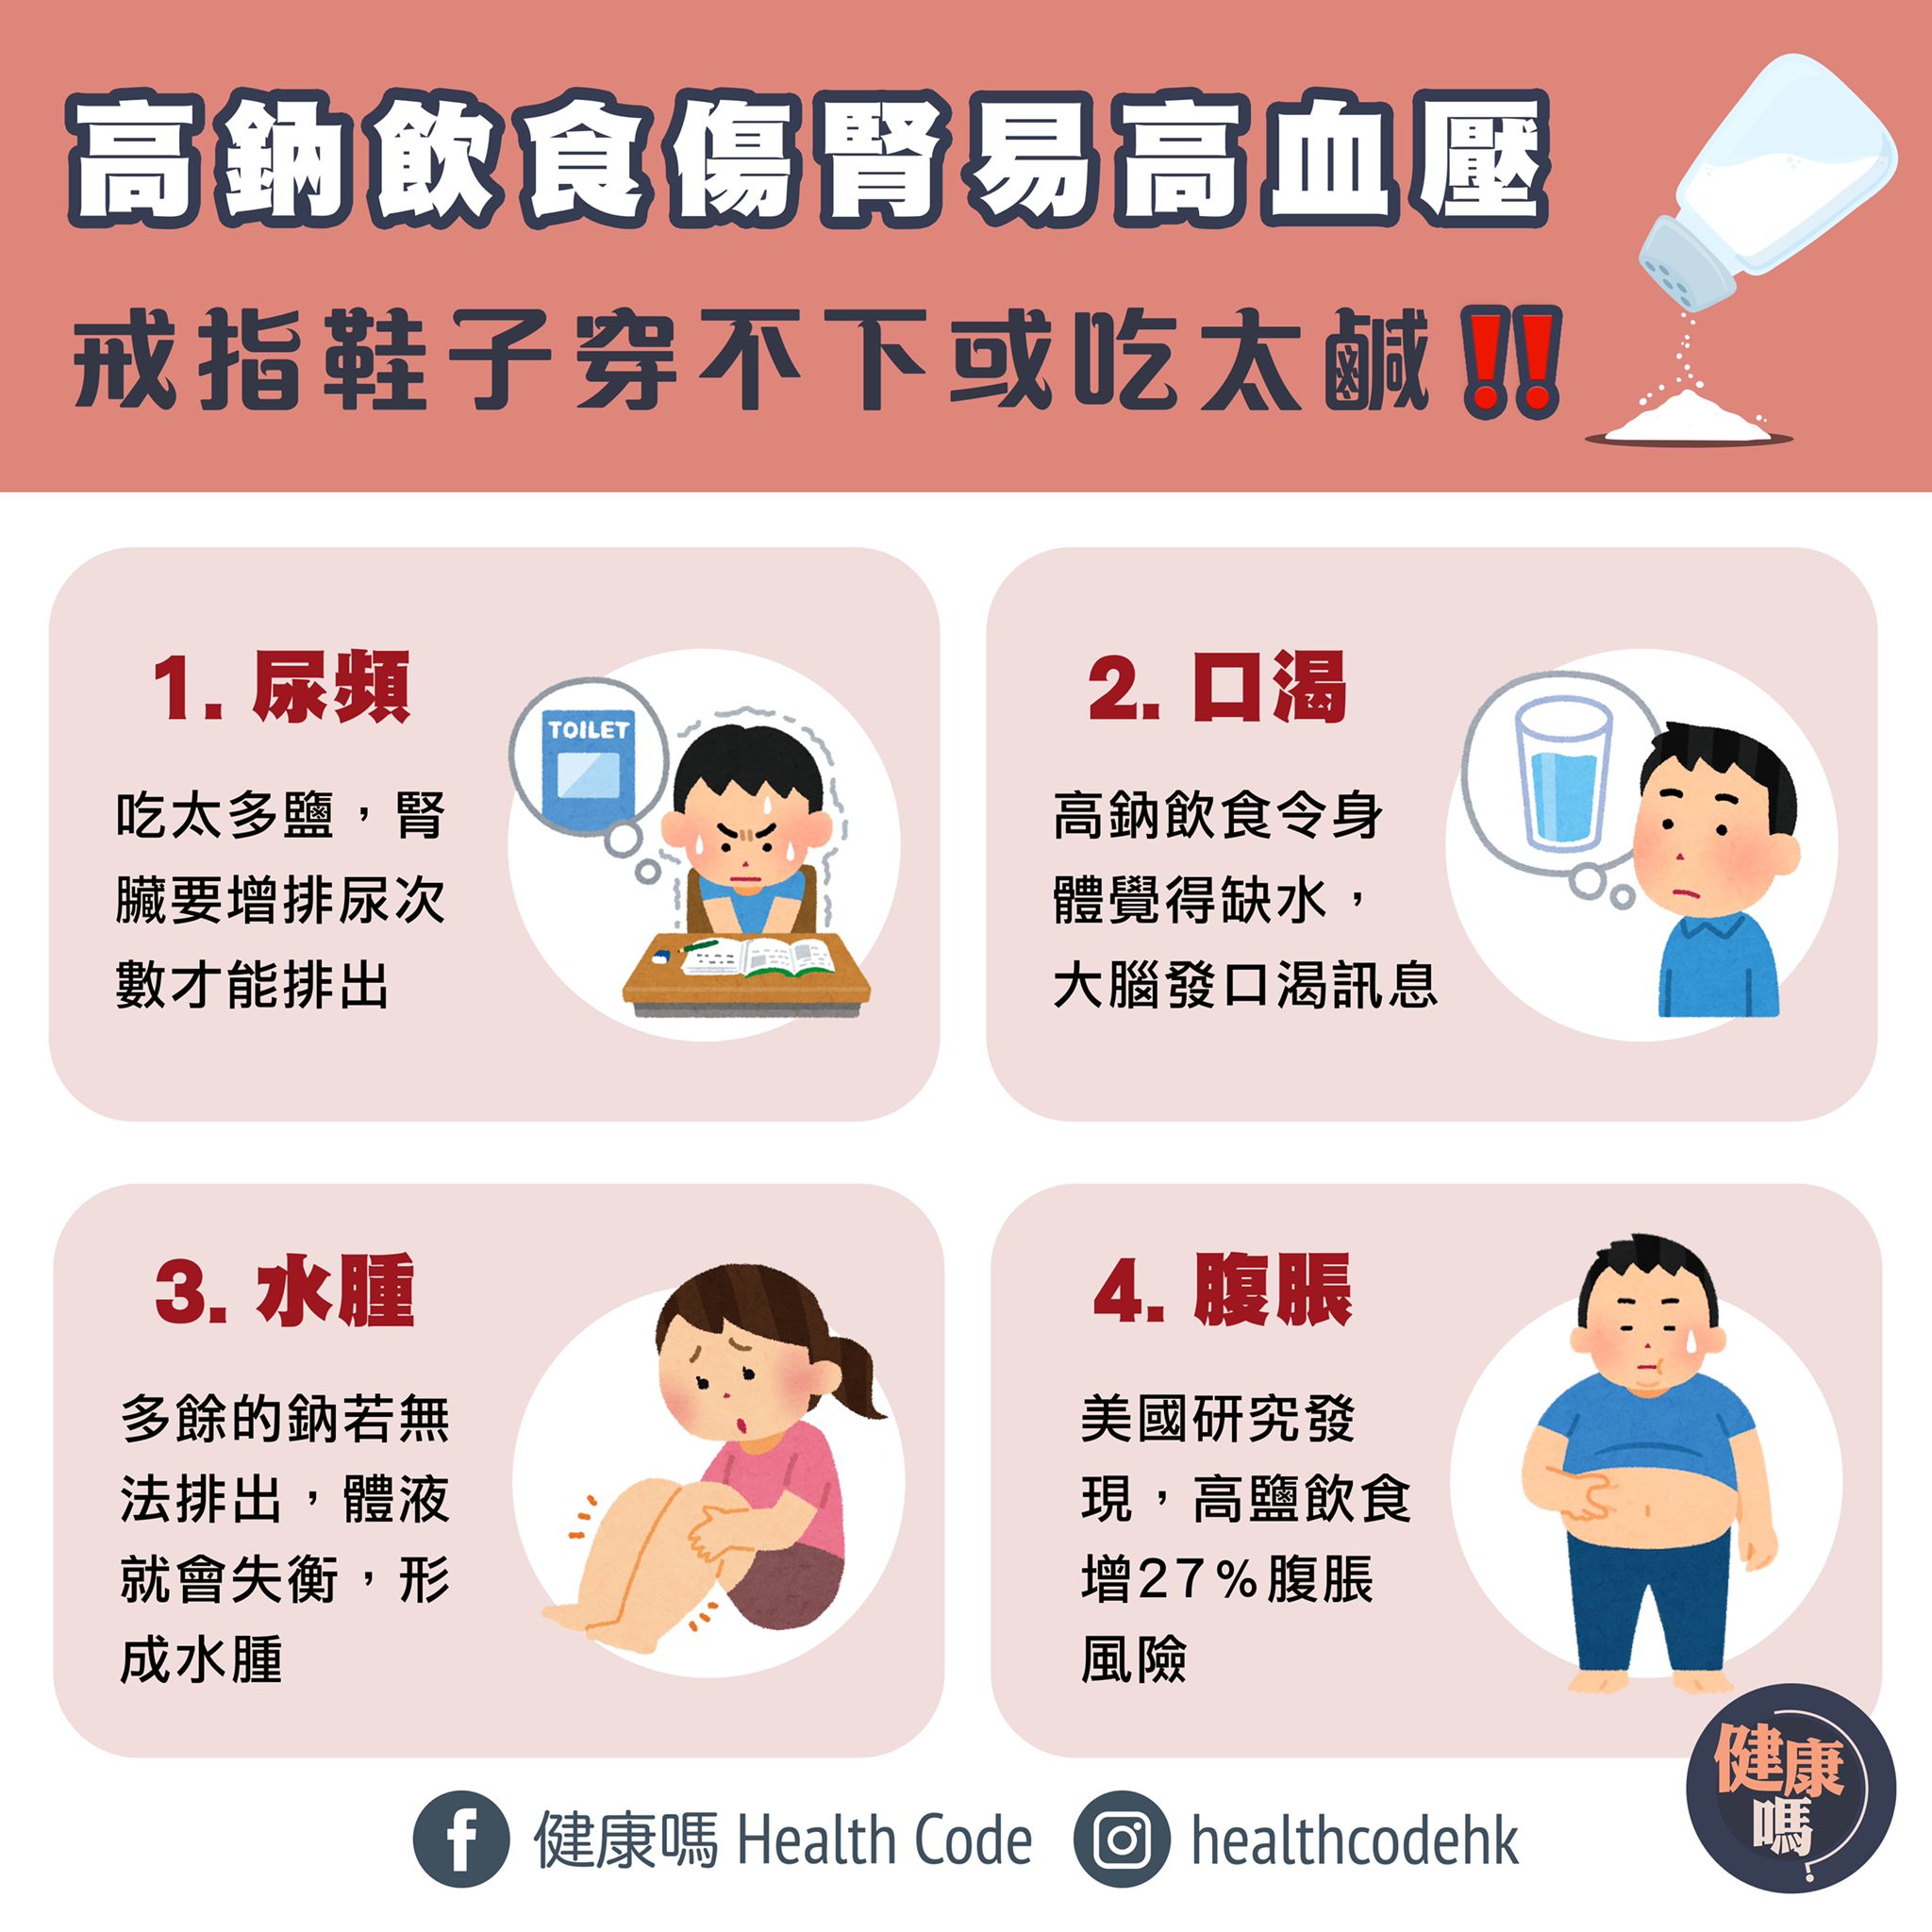 高鈉飲食傷腎易高血壓
戒指鞋子穿不下或吃太鹹!!
1. 尿頻
吃太多鹽，腎
臟要增排尿次
數才能排出
TOILET
2. 口渴
高鈉飲食令身
體覺得缺水，
大腦發口渴訊息
3. 水腫
多餘的鈉若無
法排出，體液
就會失衡，形
成水腫
4. 腹脹
美國研究發
現，高鹽飲食
增27%腹脹
風險
健康嗎 Health Code
healthcodehk
健康
嗎?